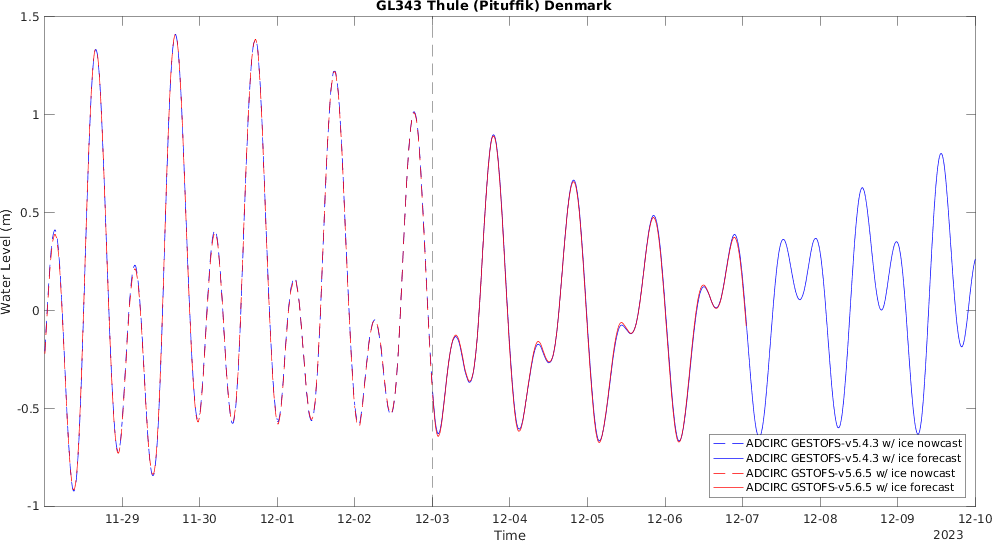 GL343 Thule (Pituffik) Denmark
1.5
1
0.5
0
-0.5
-1
Water Level (m)
11-29 11-30 12-01 12-02 12-03 12-04 12-05 12-06 12-07 12-08 12-09 12-10
Time
2023
ADCIRC GESTOFS-v5.4.3 w/ ice nowcast
ADCIRC GESTOFS-v5.4.3 w/ ice forecast
ADCIRC GSTOFS-v5.6.5 w/ ice nowcast
ADCIRC GSTOFS-v5.6.5 w/ ice forecast